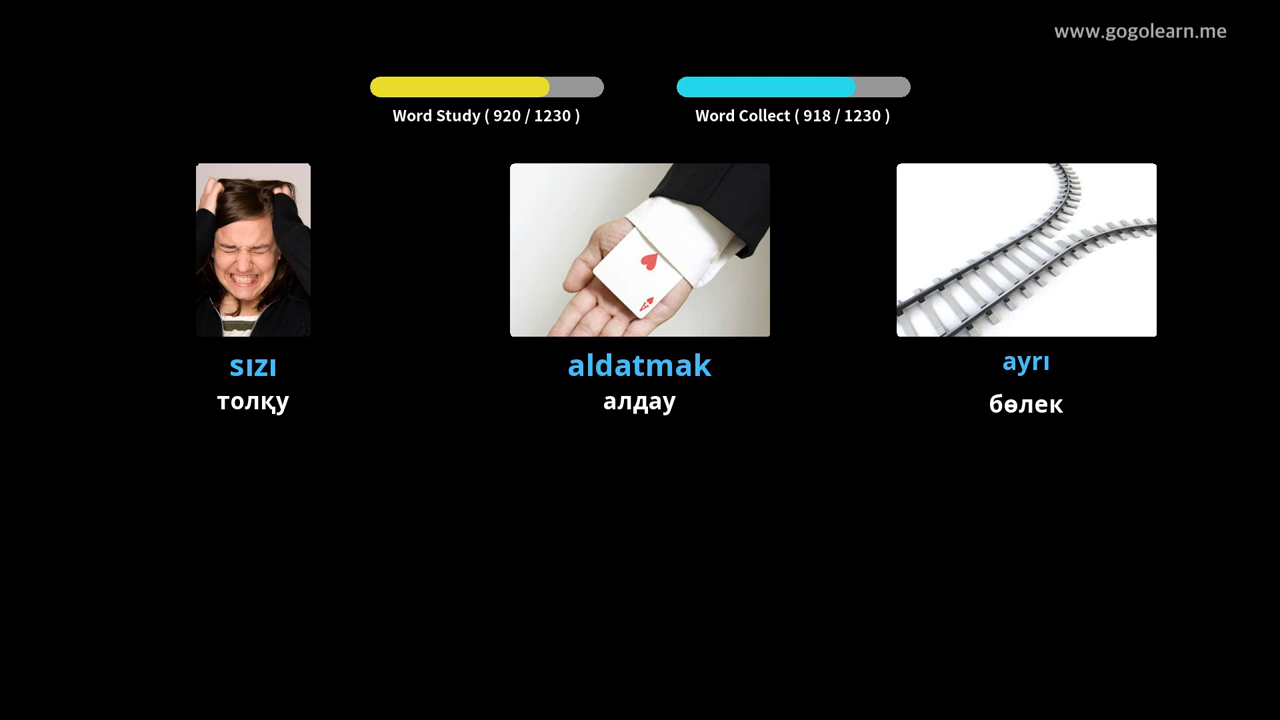 www.gogolearn.me
Word Study ( 920 / 1230 )
Word Collect ( 918 / 1230 )
sızı
толқу
aldatmak
алдау
ayrı
бөлек